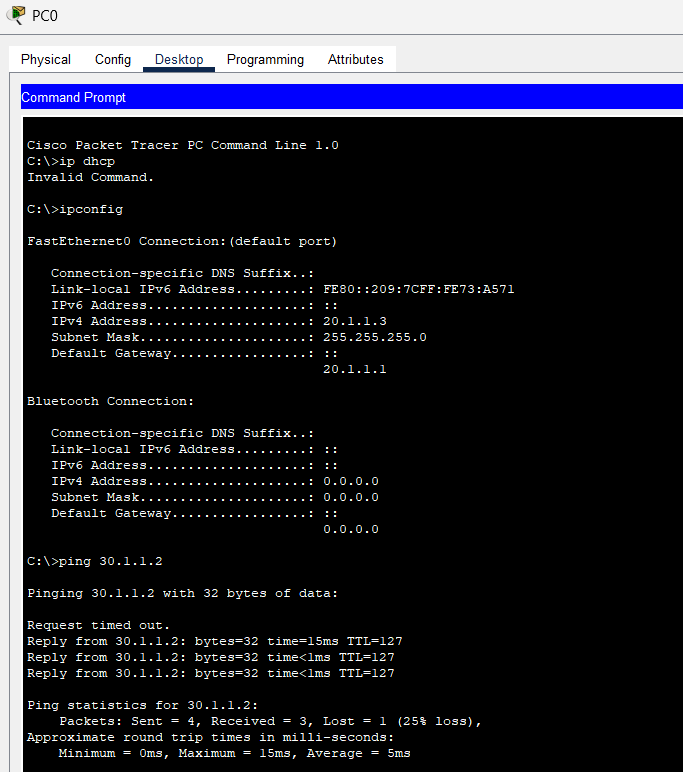 PC0
Physical Config Desktop Programming Attributes
Command Prompt
Cisco Packet Tracer PC Command Line 1.0
C:\>ip dhcp
Invalid Command.
C:\>ipconfig
FastEthernet0 Connection:(default port)
Connection-specific DNS Suffix..:
Link-local IPv6 Address.........: FE80::209:7CFF:FE73:A571
IPv6 Address....................: ::
IPv4 Address....................: 20.1.1.3
Subnet Mask.....................: 255.255.255.0
Default Gateway.................: ::
20.1.1.1
Bluetooth Connection:
Connection-specific DNS Suffix..:
Link-local IPv6 Address.........: ::
IPv6 Address....................: ::
IPv4 Address....................: 0.0.0.0
Subnet Mask.....................: 0.0.0.0
Default Gateway.................: ::
0.0.0.0
C:\>ping 30.1.1.2
Pinging 30.1.1.2 with 32 bytes of data:
Request timed out.
Reply from 30.1.1.2: bytes=32 time=15ms TTL=127
Reply from 30.1.1.2: bytes=32 time<1ms TTL=127
Reply from 30.1.1.2: bytes=32 time<1ms TTL=127
Ping statistics for 30.1.1.2:
Packets: Sent = 4, Received = 3, Lost = 1 (25% loss),
Approximate round trip times in milli-seconds:
Minimum = 0ms, Maximum = 15ms, Average = 5ms